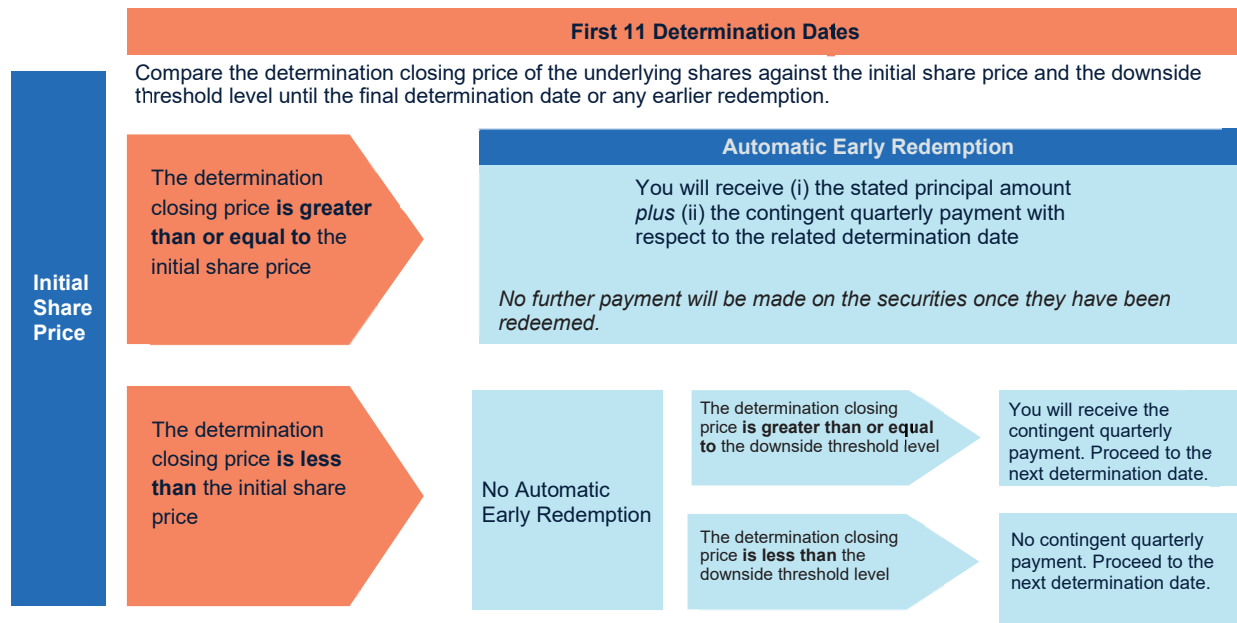 First 11 Determination Dates
Compare the determination closing price of the underlying shares against the initial share price and the downside
threshold level until the final determination date or any earlier redemption.
Initial
Share
Price
The determination
closing price is greater
than or equal to the
initial share price
Automatic Early Redemption
You will receive (i) the stated principal amount
plus (ii) the contingent quarterly payment with
respect to the related determination date
No further payment will be made on the securities once they have been
redeemed.
The determination
closing price is less
than the initial share
price
No Automatic
Early Redemption
The determination closing
price is greater than or equal
to the downside threshold level
You will receive the
contingent quarterly
payment. Proceed to the
next determination date.
The determination closing
price is less than the
downside threshold level
No contingent quarterly
payment. Proceed to the
next determination date.